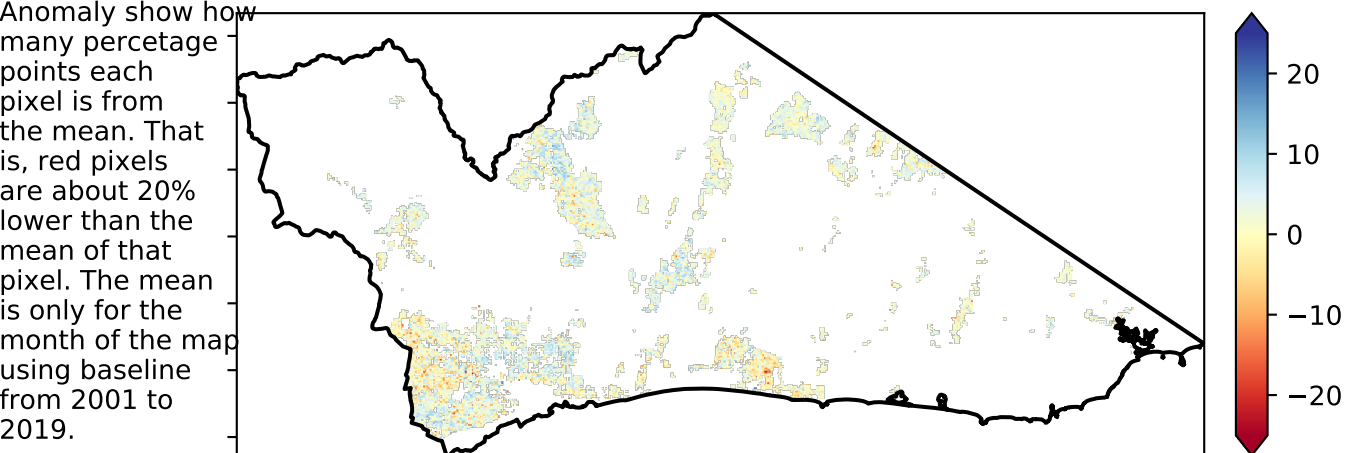 Anomaly show how
many percetage
points each
pixel is from
the mean. That
is, red pixels
are about 20%
lower than the
mean of that
pixel. The mean
is only for the
month of the map
using baseline
from 2001 to
2019.
20
10
0
−10
−20